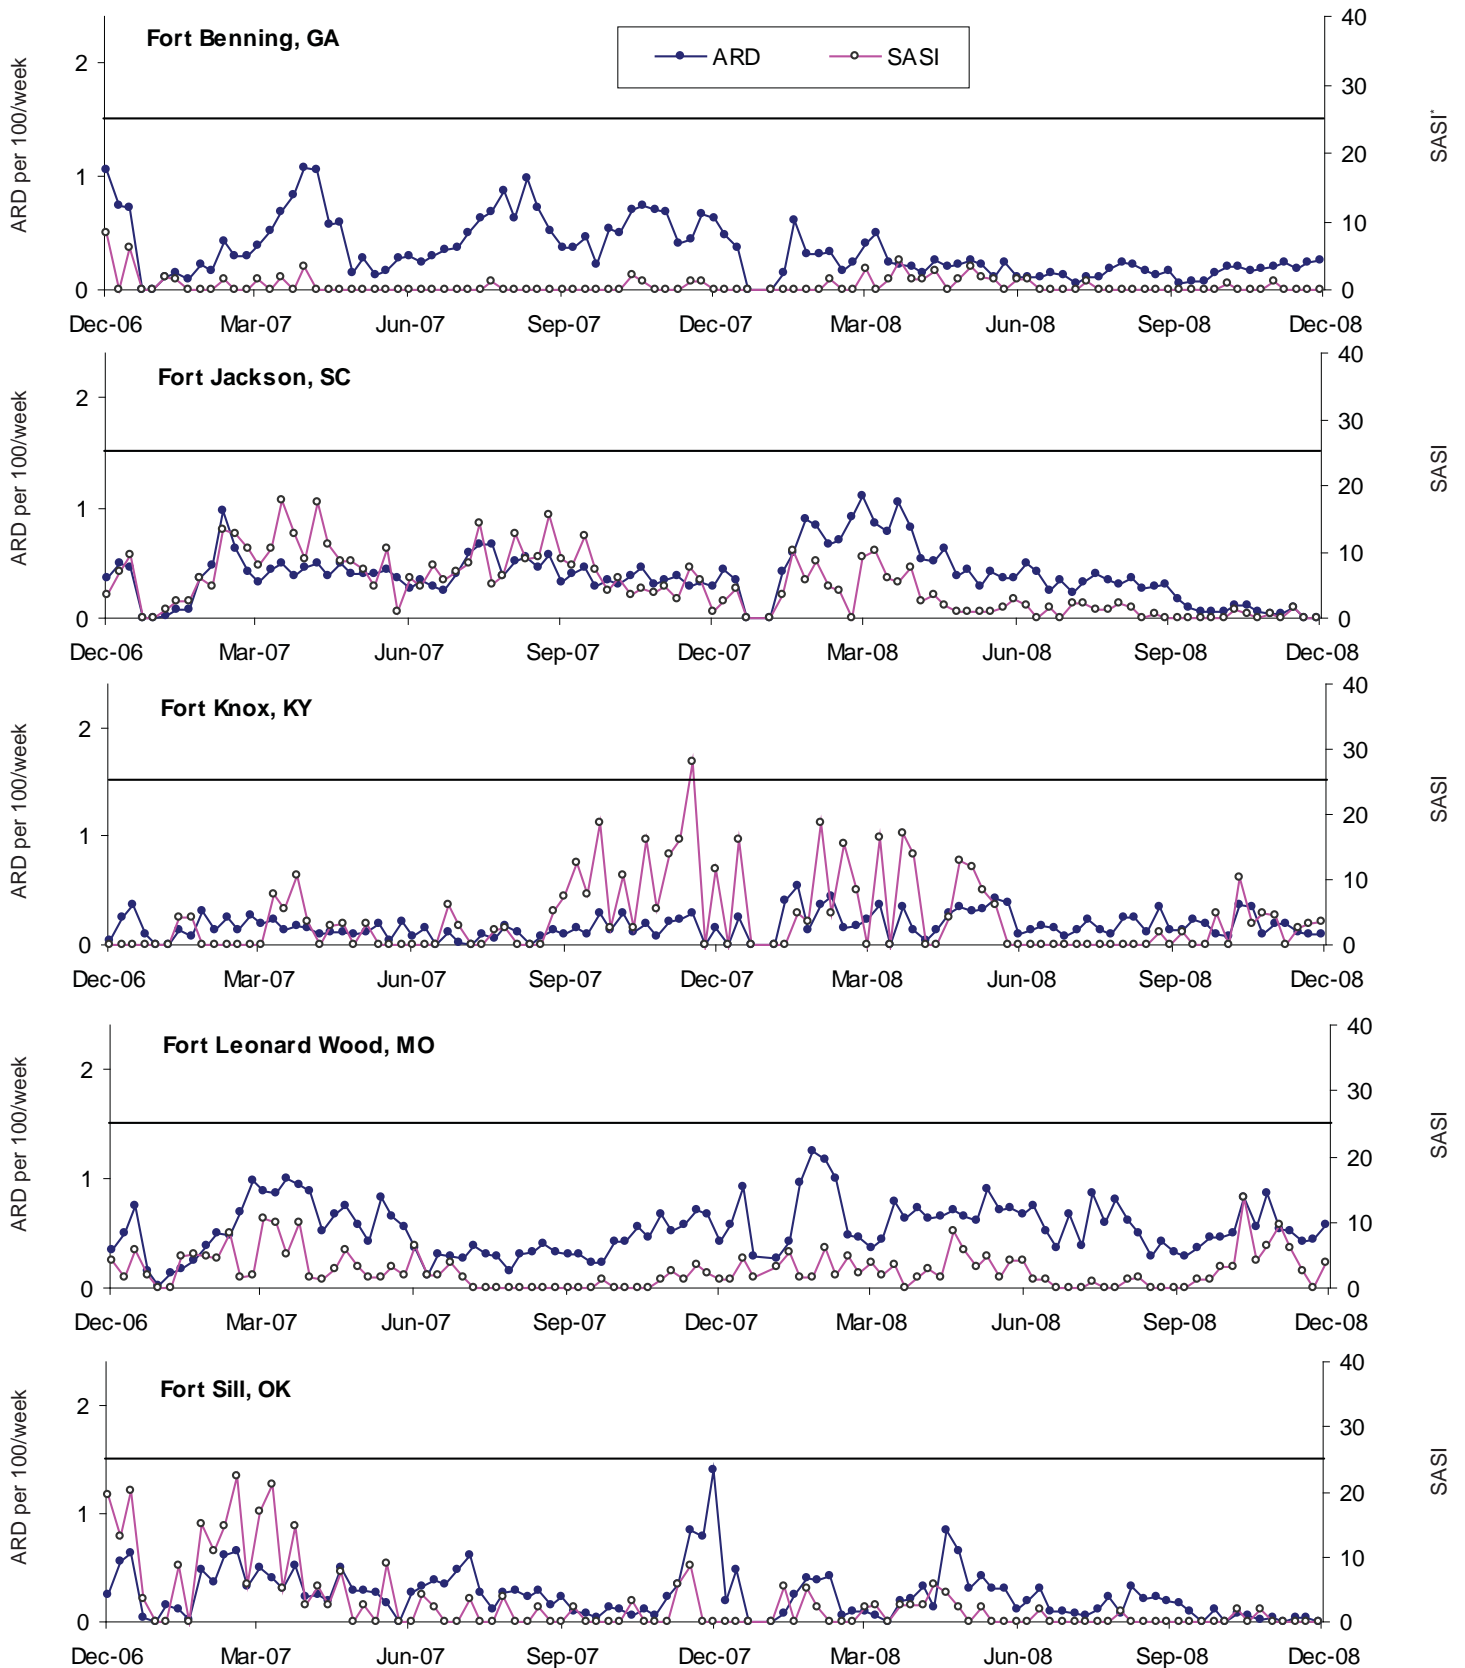 Fort Benning, GA
ARD SASI
ARD per 100/week
SASI*
2
1
0
40
30
20
10
0
Dec-06 Mar-07 Jun-07 Sep-07 Dec-07 Mar-08 Jun-08 Sep-08 Dec-08
Fort Jackson, SC
ARD per 100/week
SASI
2
1
0
40
30
20
10
0
Dec-06 Mar-07 Jun-07 Sep-07 Dec-07 Mar-08 Jun-08 Sep-08 Dec-08
Fort Knox, KY
ARD per 100/week
SASI
2
1
0
40
30
20
10
0
Dec-06 Mar-07 Jun-07 Sep-07 Dec-07 Mar-08 Jun-08 Sep-08 Dec-08
Fort Leonard Wood, MO
ARD per 100/week
SASI
2
1
0
40
30
20
10
0
Dec-06 Mar-07 Jun-07 Sep-07 Dec-07 Mar-08 Jun-08 Sep-08 Dec-08
Fort Sill, OK
ARD per 100/week
SASI
2
1
0
40
30
20
10
0
Dec-06 Mar-07 Jun-07 Sep-07 Dec-07 Mar-08 Jun-08 Sep-08 Dec-08